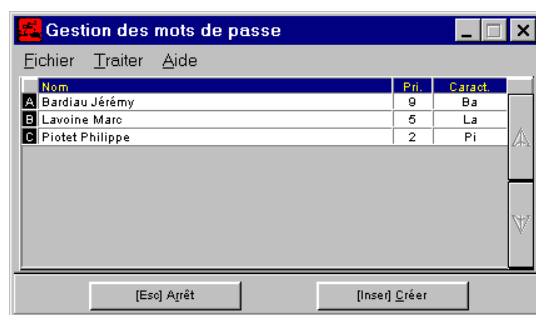 Gestion des mots de passe
Fichier Traiter Aide
Nom Pri. Caract.
A Bardiau Jérémy 9 Ba
B Lavoine Marc 5 La
C Piotet Philippe 2 Pi
[Esc] Arrêt [Inser] Créer